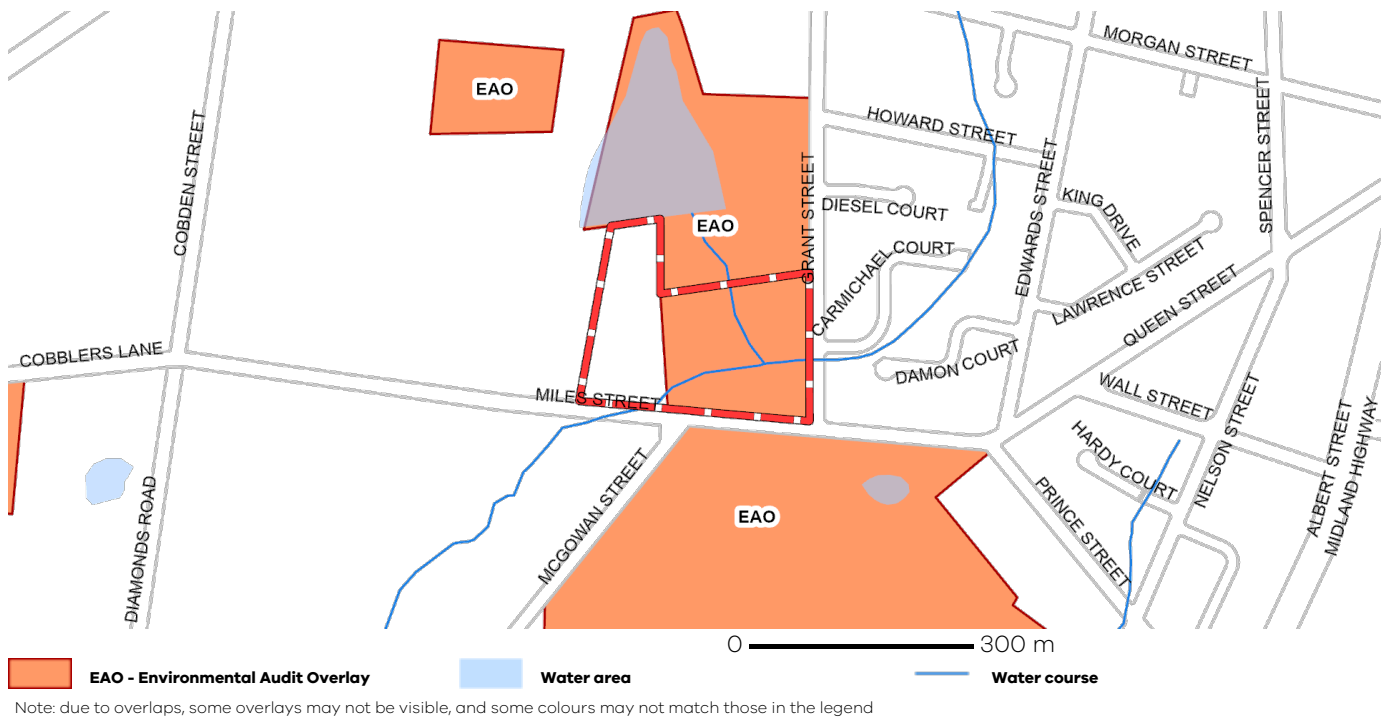 MORGAN STREET
EAO
SPENCER STREET
HOWARD STREET
COBDEN STREET
GRANT STREET
EDWARDS STREET
DIESEL COURT
KING DRIVE
EAO
CARMICHAEL COURT
LAWRENCE STREET
QUEEN STREET
COBBLERS LANE
DAMON COURT
WALL STREET
MILES STREET
NELSON STREET
ALBERT STREET
MIDLAND HIGHWAY
HARDY COURT
MCGOWAN STREET
DIAMONDS ROAD
EAO
PRINCE STREET
0 300 m
EAO - Environmental Audit Overlay Water area Water course
Note: due to overlaps, some overlays may not be visible, and some colours may not match those in the legend